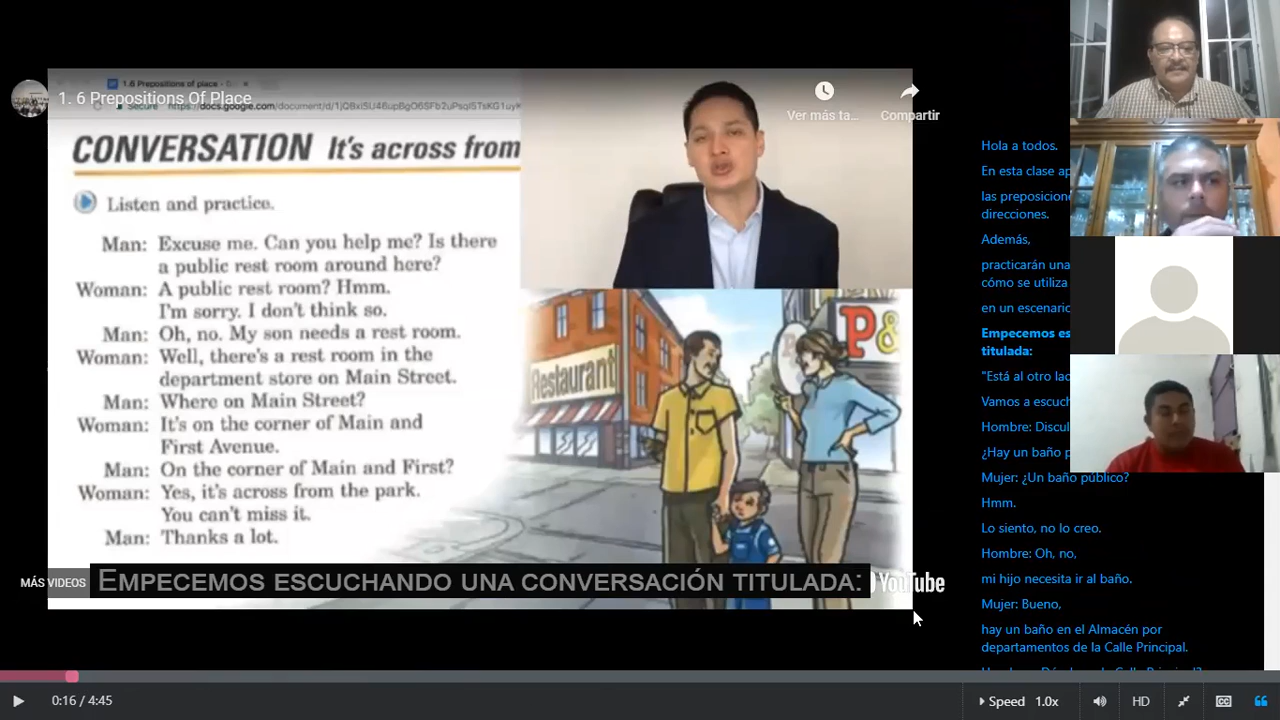 1.6 Prepositions of place
1. 6 Prepositions Of Place
Secure
Ver más ta...
Compartir
CONVERSATION It's across from
Listen and practice.
Man: Excuse me. Can you help me? Is there
a public rest room around here?
Woman: A public rest room? Hmm.
I'm sorry. I don't think so.
Man: Oh, no. My son needs a rest room.
Woman: Well, there's a rest room in the
department store on Main Street.
Man: Where on Main Street?
Woman: It's on the corner of Main and
First Avenue.
Man: On the corner of Main and First?
Woman: Yes, it's across from the park.
You can't miss it.
Man: Thanks a lot.
Restaurant
P&
MÁS VIDEOS
EMPECEMOS ESCUCHANDO UNA CONVERSACIÓN TITULADA:
YouTube
Hola a todos.
En esta clase ap
las preposicione
direcciones.
Además,
practicarán una
cómo se utiliza
en un escenario
Empecemos es
titulada:
"Está al otro lad
Vamos a escuch
Hombre: Discul
¿Hay un baño p
Mujer: ¿Un baño público?
Hmm.
Lo siento, no lo creo.
Hombre: Oh, no,
mi hijo necesita ir al baño.
Mujer: Bueno,
hay un baño en el Almacén por
departamentos de la Calle Principal.
0:16 / 4:45
Speed 1.0x
HD
CC